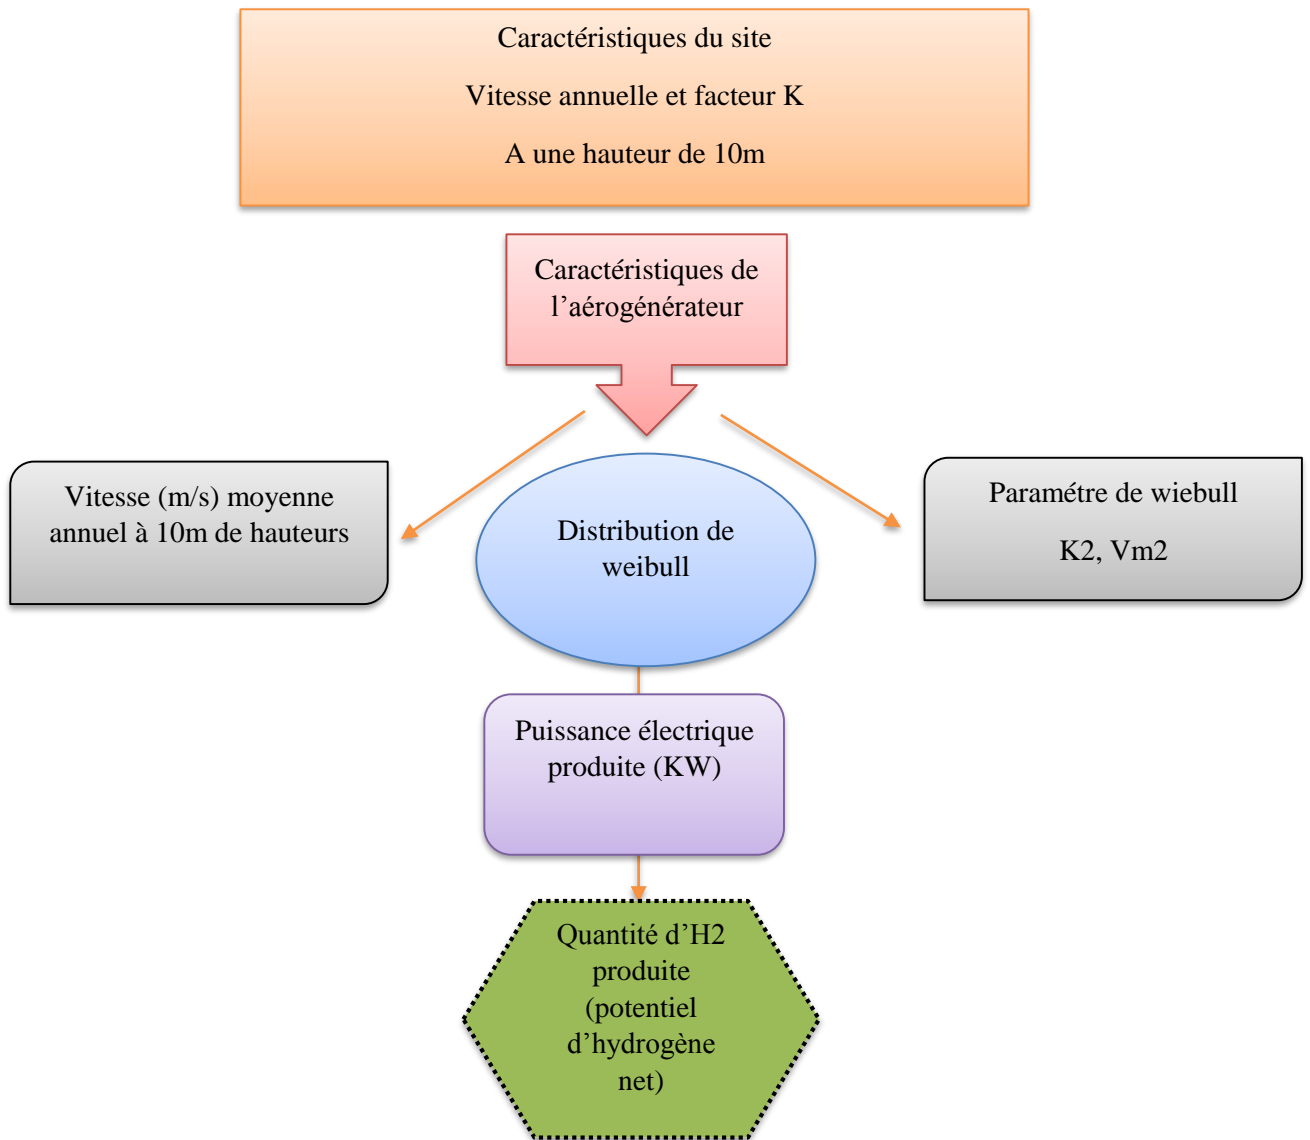 Caractéristiques du site
Vitesse annuelle et facteur K
A une hauteur de 10m
Caractéristiques de
l’aérogénérateur
Vitesse (m/s) moyenne
annuel à 10m de hauteurs
Distribution de
weibull
Paramétre de wiebull
K2, Vm2
Puissance électrique
produite (KW)
Quantité d’H2
produite
(potentiel
d’hydrogène
net)